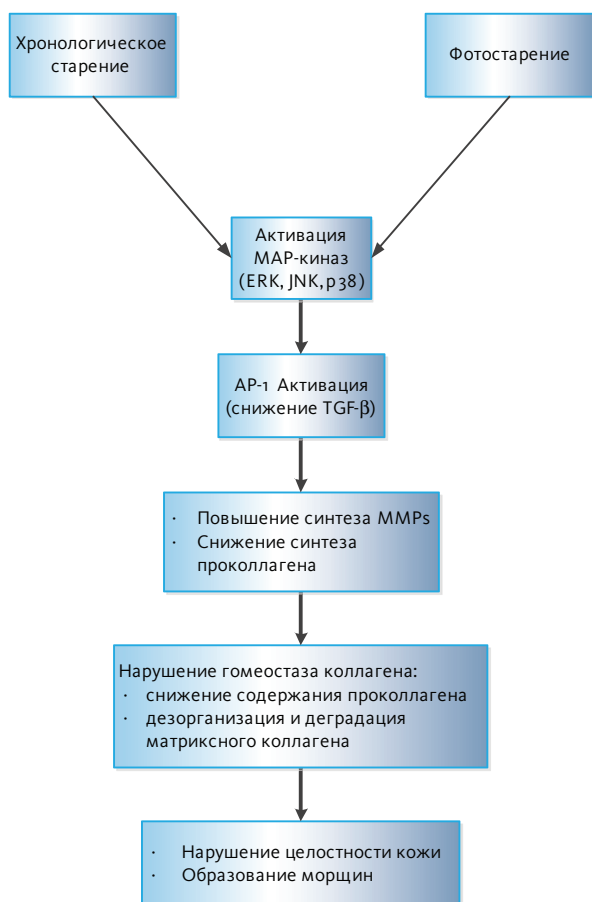 Хронологическое
старение
Фотостарение
Активация
MAP-киназ
(ERK, JNK, p38)
AP-1 Активация
(снижение TGF-β)
· Повышение синтеза MMPs
· Снижение синтеза
проколлагена
Нарушение гомеостаза коллагена:
· снижение содержания проколлагена
· дезорганизация и деградация
матриксного коллагена
· Нарушение целостности кожи
· Образование морщин